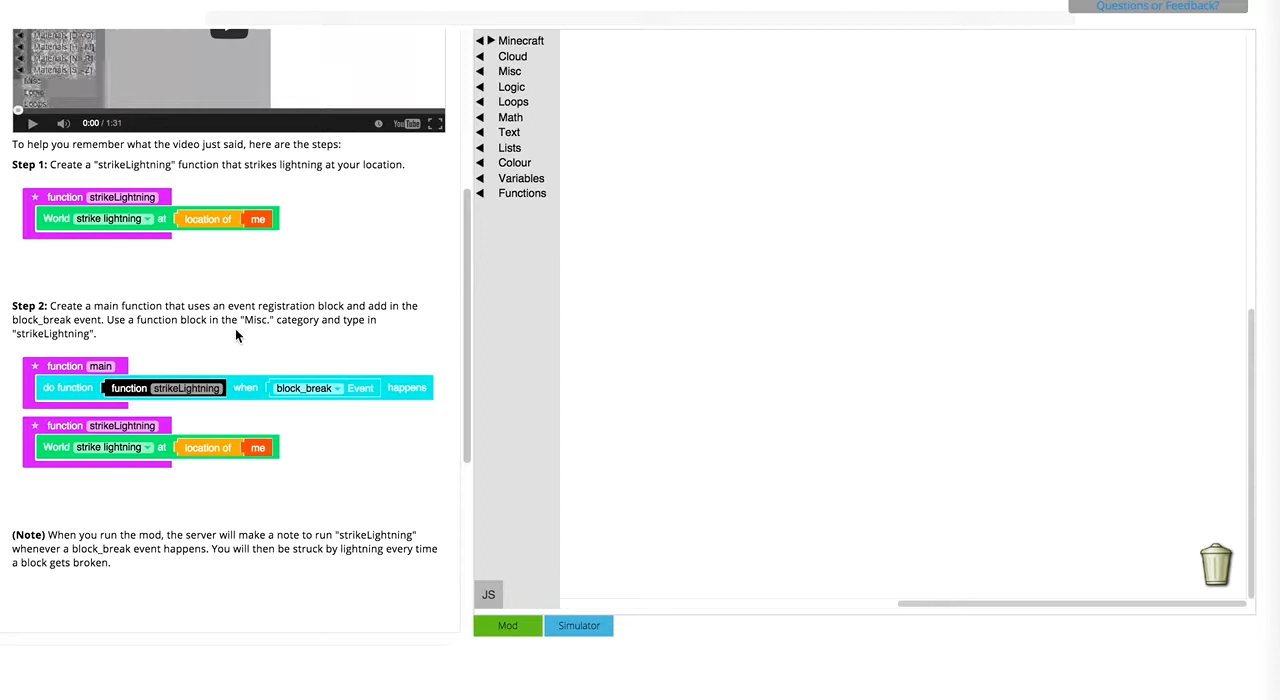 Questions or Feedback?
Misc
Loops
0:00 / 1:31
YouTube
To help you remember what the video just said, here are the steps:
Step 1: Create a "strikeLightning" function that strikes lightning at your location.
function strikeLightning
World strike lightning at location of me
Step 2: Create a main function that uses an event registration block and add in the
block_break event. Use a function block in the "Misc." category and type in
"strikeLightning".
function main
do function function strikeLightning when block_break Event happens
function strikeLightning
World strike lightning at location of me
(Note) When you run the mod, the server will make a note to run "strikeLightning"
whenever a block_break event happens. You will then be struck by lightning every time
a block gets broken.
Minecraft
Cloud
Misc
Logic
Loops
Math
Text
Lists
Colour
Variables
Functions
JS
Mod
Simulator